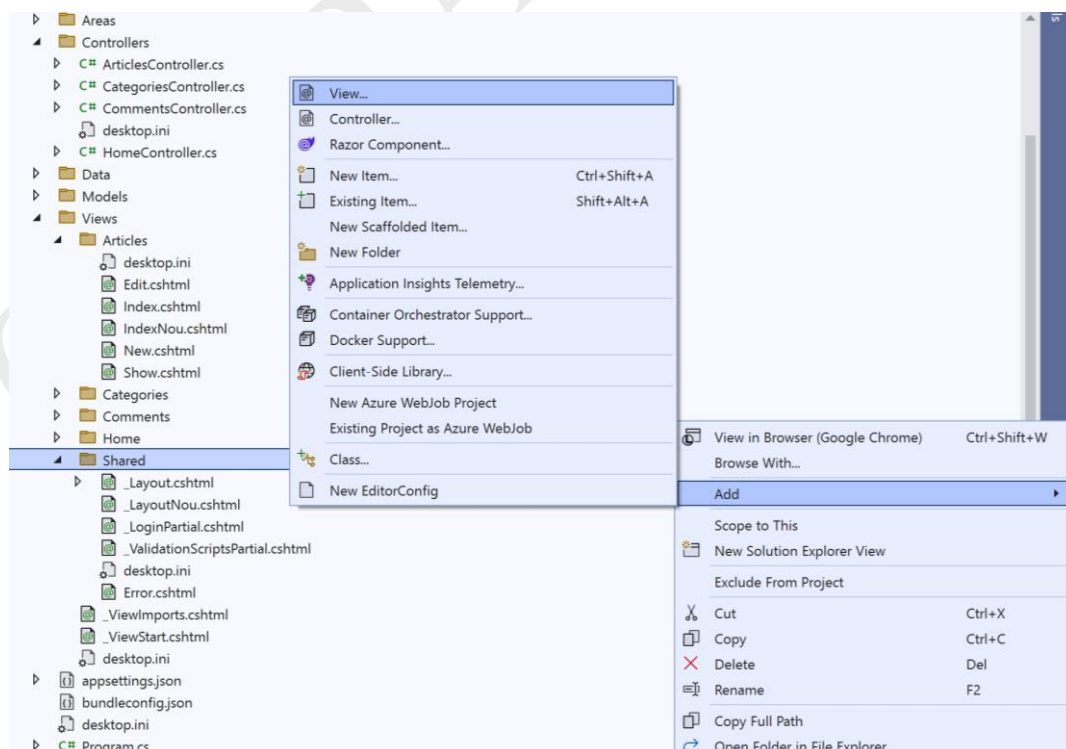 Areas
Controllers
C# ArticlesController.cs
C# CategoriesController.cs
C# CommentsController.cs
desktop.ini
C# HomeController.cs
Data
Models
Views
Articles
desktop.ini
Edit.cshtml
Index.cshtml
IndexNou.cshtml
New.cshtml
Show.cshtml
Categories
Comments
Home
Shared
_Layout.cshtml
_LayoutNou.cshtml
_LoginPartial.cshtml
_ValidationScriptsPartial.cshtml
desktop.ini
Error.cshtml
_ViewImports.cshtml
_ViewStart.cshtml
desktop.ini
appsettings.json
bundleconfig.json
desktop.ini
C# Program.cs
View...
Controller...
Razor Component...
New Item... Ctrl+Shift+A
Existing Item... Shift+Alt+A
New Scaffolded Item...
New Folder
Application Insights Telemetry...
Container Orchestrator Support...
Docker Support...
Client-Side Library...
New Azure WebJob Project
Existing Project as Azure WebJob
Class...
New EditorConfig
View in Browser (Google Chrome) Ctrl+Shift+W
Browse With...
Add
Scope to This
New Solution Explorer View
Exclude From Project
Cut Ctrl+X
Copy Ctrl+C
Delete Del
Rename F2
Copy Full Path
Open Folder in File Explorer